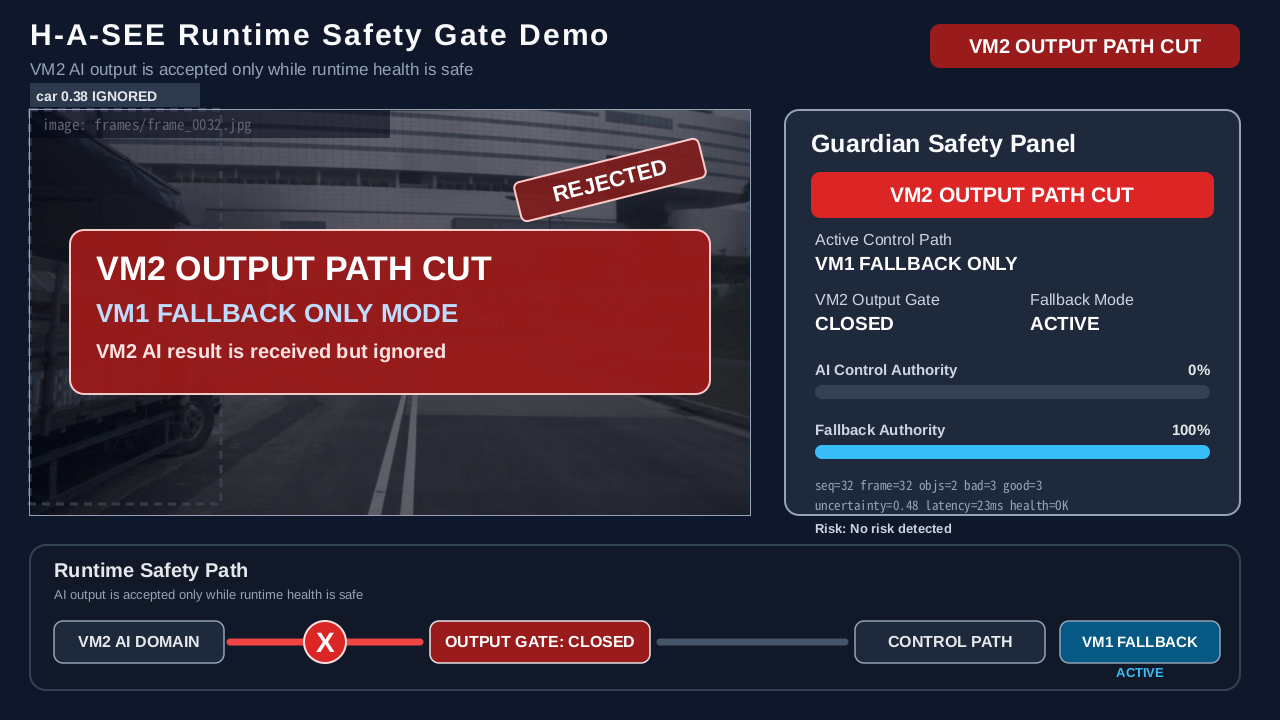 H-A-SEE Runtime Safety Gate Demo
VM2 OUTPUT PATH CUT
VM2 AI output is accepted only while runtime health is safe
car 0.38 IGNORED
image: frames/frame_0032.jpg
REJECTED
VM2 OUTPUT PATH CUT
VM1 FALLBACK ONLY MODE
VM2 AI result is received but ignored
Guardian Safety Panel
VM2 OUTPUT PATH CUT
Active Control Path
VM1 FALLBACK ONLY
VM2 Output Gate
CLOSED
Fallback Mode
ACTIVE
AI Control Authority 0%
Fallback Authority 100%
seq=32 frame=32 objs=2 bad=3 good=3
uncertainty=0.48 latency=23ms health=OK
Risk: No risk detected
Runtime Safety Path
AI output is accepted only while runtime health is safe
VM2 AI DOMAIN
X
OUTPUT GATE: CLOSED
CONTROL PATH
VM1 FALLBACK
ACTIVE